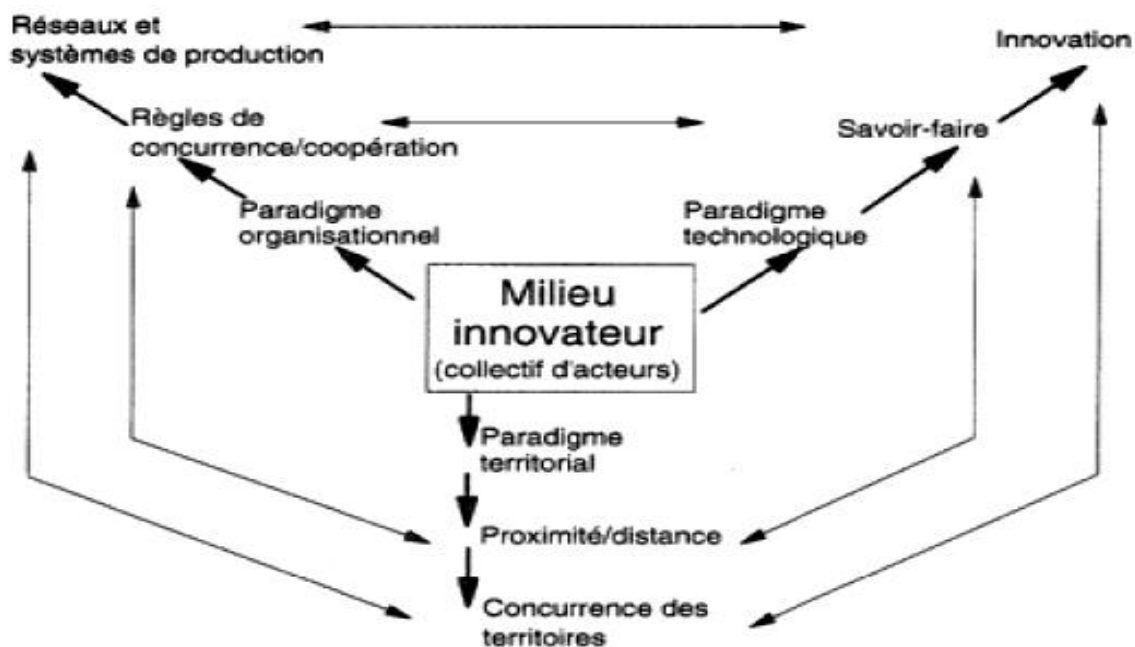 Réseaux et
systèmes de production
Innovation
Règles de
concurrence/coopération
Savoir-faire
Paradigme
organisationnel
Paradigme
technologique
Milieu
innovateur
(collectif d'acteurs)
Paradigme
territorial
Proximité/distance
Concurrence des
territoires